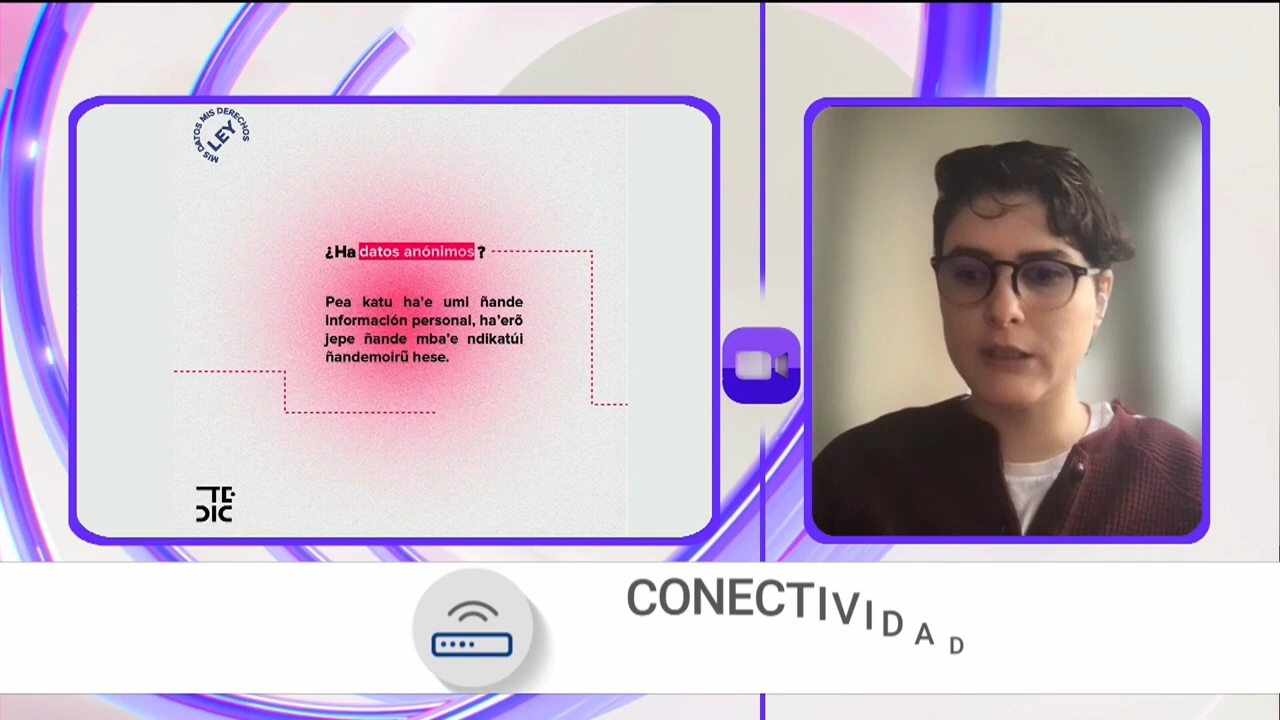 MIS DATOS MIS DERECHOS
LEY
¿Ha datos anónimos?
Pea katu ha'e umi ñande
información personal, ha'erõ
jepe ñande mba'e ndikatúi
ñandemoirũ hese.
TE
DIC
CONECTIVIDAD